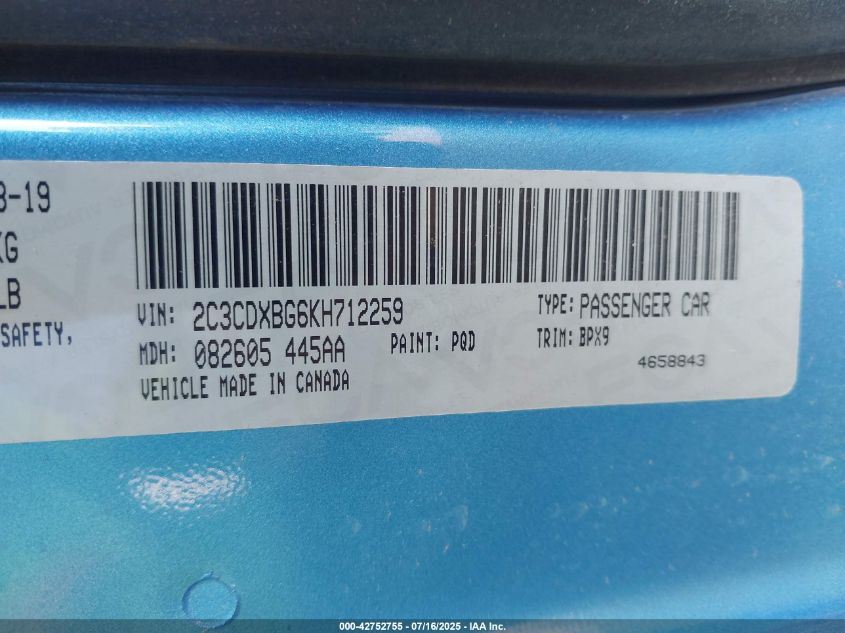 8-19
KG
LB
SAFETY,
VIN: 2C3CDXBG6KH712259
TYPE: PASSENGER CAR
MDH: 082605 445AA
PAINT: PQD
TRIM: BPX9
VEHICLE MADE IN CANADA
4658843
000-42752755 - 07/16/2025 - IAA Inc.